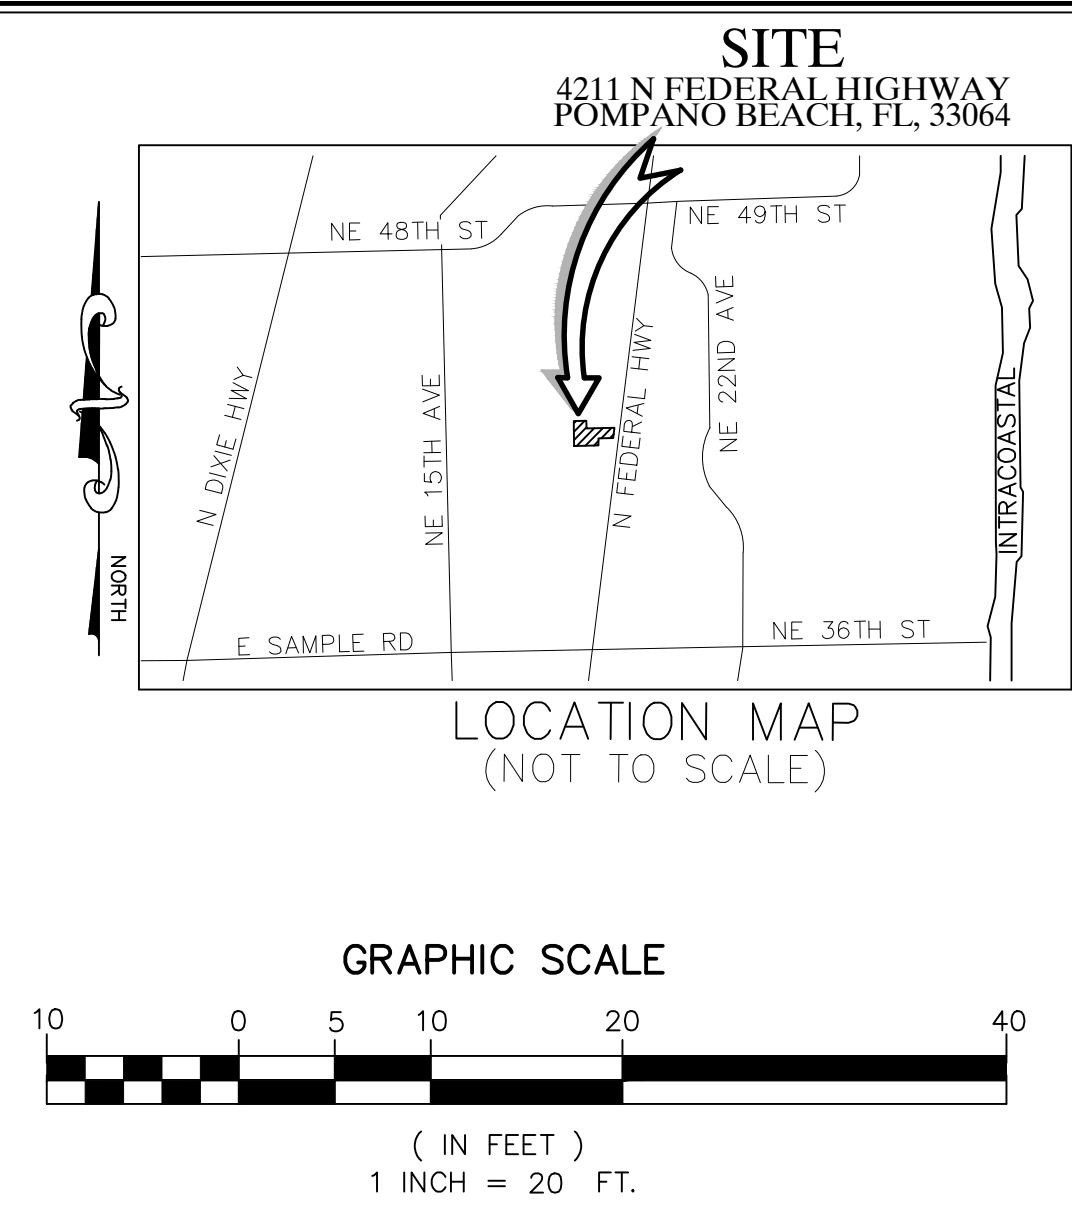 SITE
4211 N FEDERAL HIGHWAY
POMPANO BEACH, FL, 33064
NE 48TH ST
NE 49TH ST
N DIXIE HWY
NE 15TH AVE
N FEDERAL HWY
NE 22ND AVE
INTRACOASTAL
NORTH
E SAMPLE RD
NE 36TH ST
LOCATION MAP
(NOT TO SCALE)
GRAPHIC SCALE
10 0 5 10 20 40
( IN FEET )
1 INCH = 20 FT.